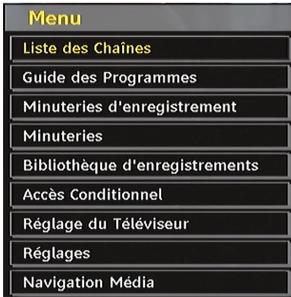 Menu
Liste des Chaînes
Guide des Programmes
Minuteries d'enregistrement
Minuteries
Bibliothèque d'enregistrements
Accès Conditionnel
Réglage du Téléviseur
Réglages
Navigation Média